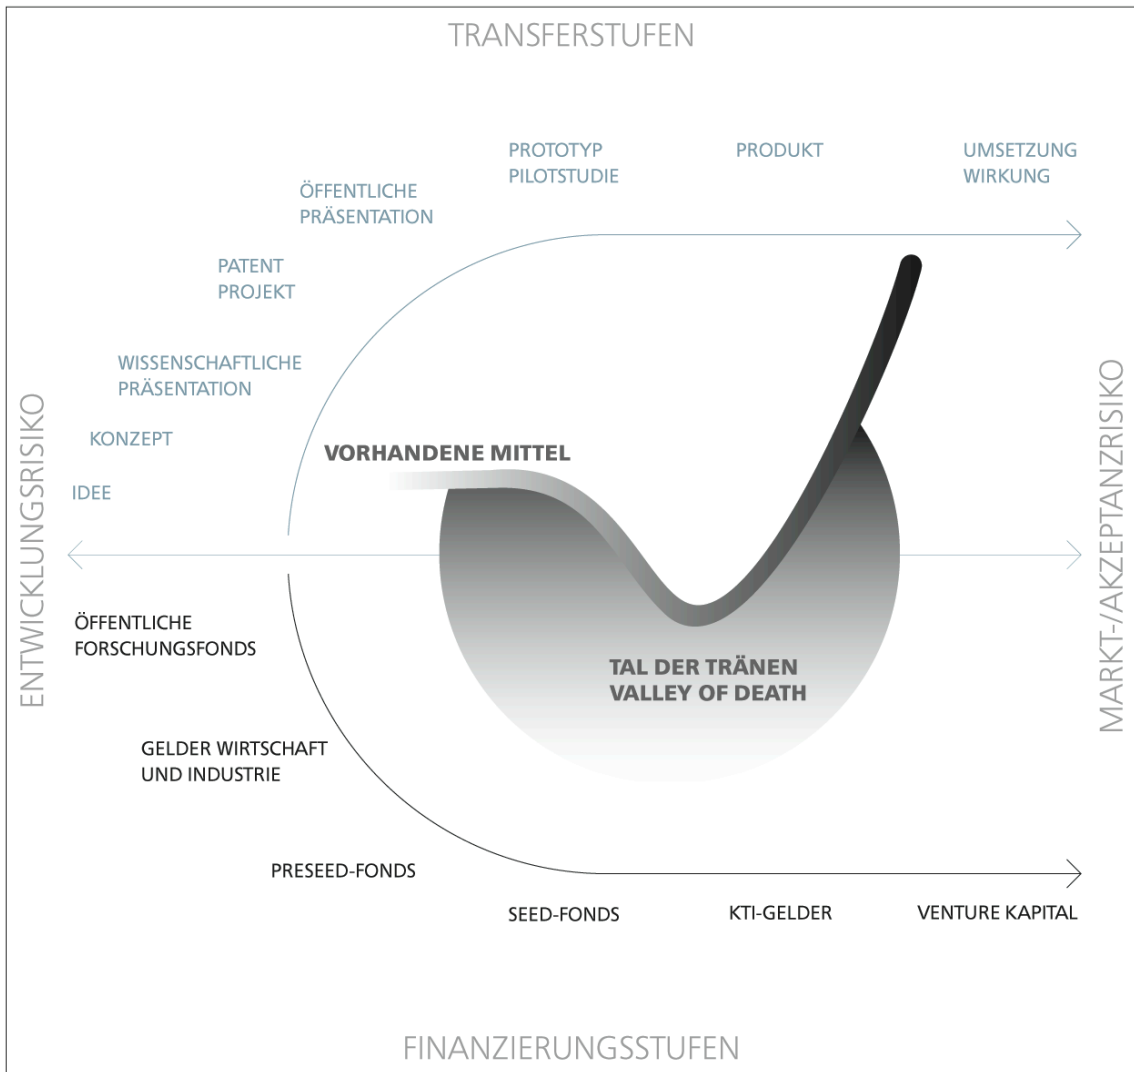 TRANSFERSTUFEN
PROTOTYP
PILOTSTUDIE
PRODUKT
UMSETZUNG
WIRKUNG
ÖFFENTLICHE
PRÄSENTATION
PATENT
PROJEKT
WISSENSCHAFTLICHE
PRÄSENTATION
KONZEPT
IDEE
ENTWICKLUNGSRISIKO
MARKT-/AKZEPTANZRISIKO
VORHANDENE MITTEL
TAL DER TRÄNEN
VALLEY OF DEATH
ÖFFENTLICHE
FORSCHUNGSFONDS
GELDER WIRTSCHAFT
UND INDUSTRIE
PRESEED-FONDS
SEED-FONDS
KTI-GELDER
VENTURE KAPITAL
FINANZIERUNGSSTUFEN